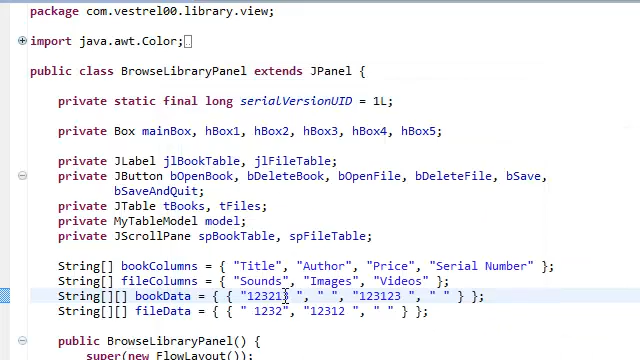 package com.vestrel00.library.view;
import java.awt.Color;
public class BrowseLibraryPanel extends JPanel {
private static final long serialVersionUID = 1L;
private Box mainBox, hBox1, hBox2, hBox3, hBox4, hBox5;
private JLabel jlBookTable, jlFileTable;
private JButton bOpenBook, bDeleteBook, bOpenFile, bDeleteFile, bSave,
bSaveAndQuit;
private JTable tBooks, tFiles;
private MyTableModel model;
private JScrollPane spBookTable, spFileTable;
String[] bookColumns = { "Title", "Author", "Price", "Serial Number" };
String[] fileColumns = { "Sounds", "Images", "Videos" };
String[][] bookData = { { "123213 ", " ", "123123 ", " " } };
String[][] fileData = { { " 1232", "12312 ", " " } };
public BrowseLibraryPanel() {
super(new FlowLayout());